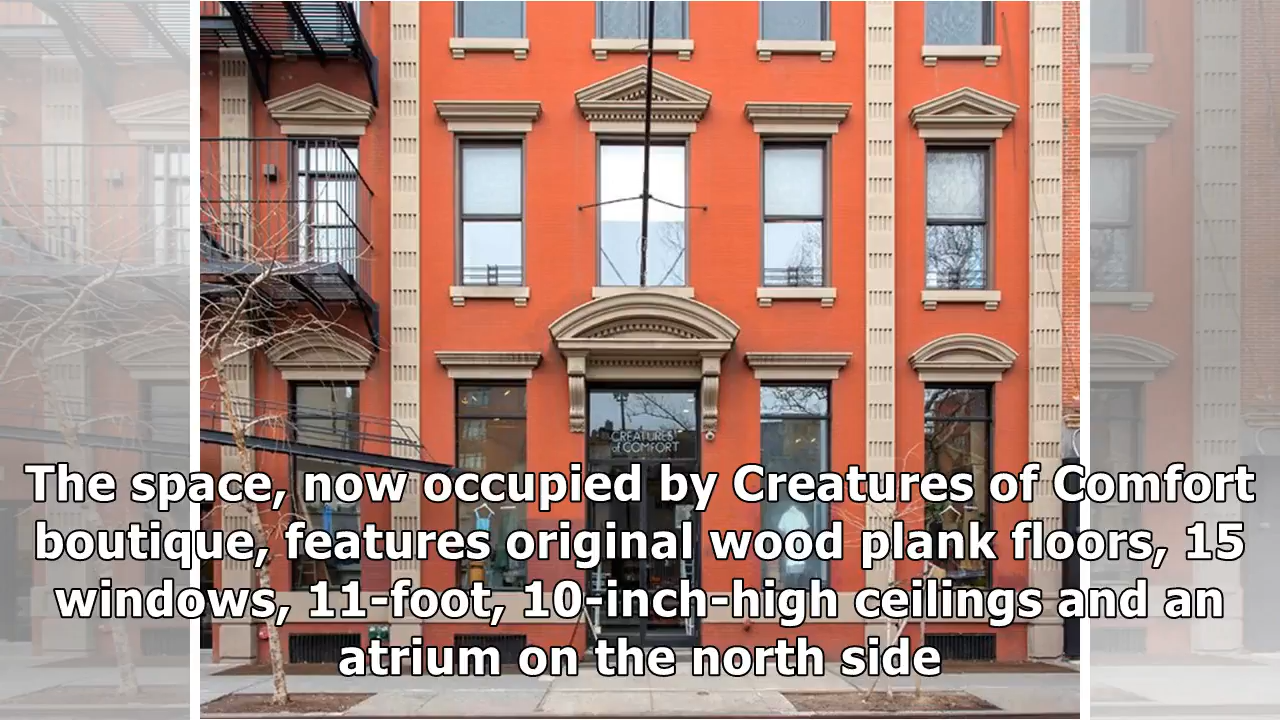 CREATURES
of COMFORT
The space, now occupied by Creatures of Comfort
boutique, features original wood plank floors, 15
windows, 11-foot, 10-inch-high ceilings and an
atrium on the north side